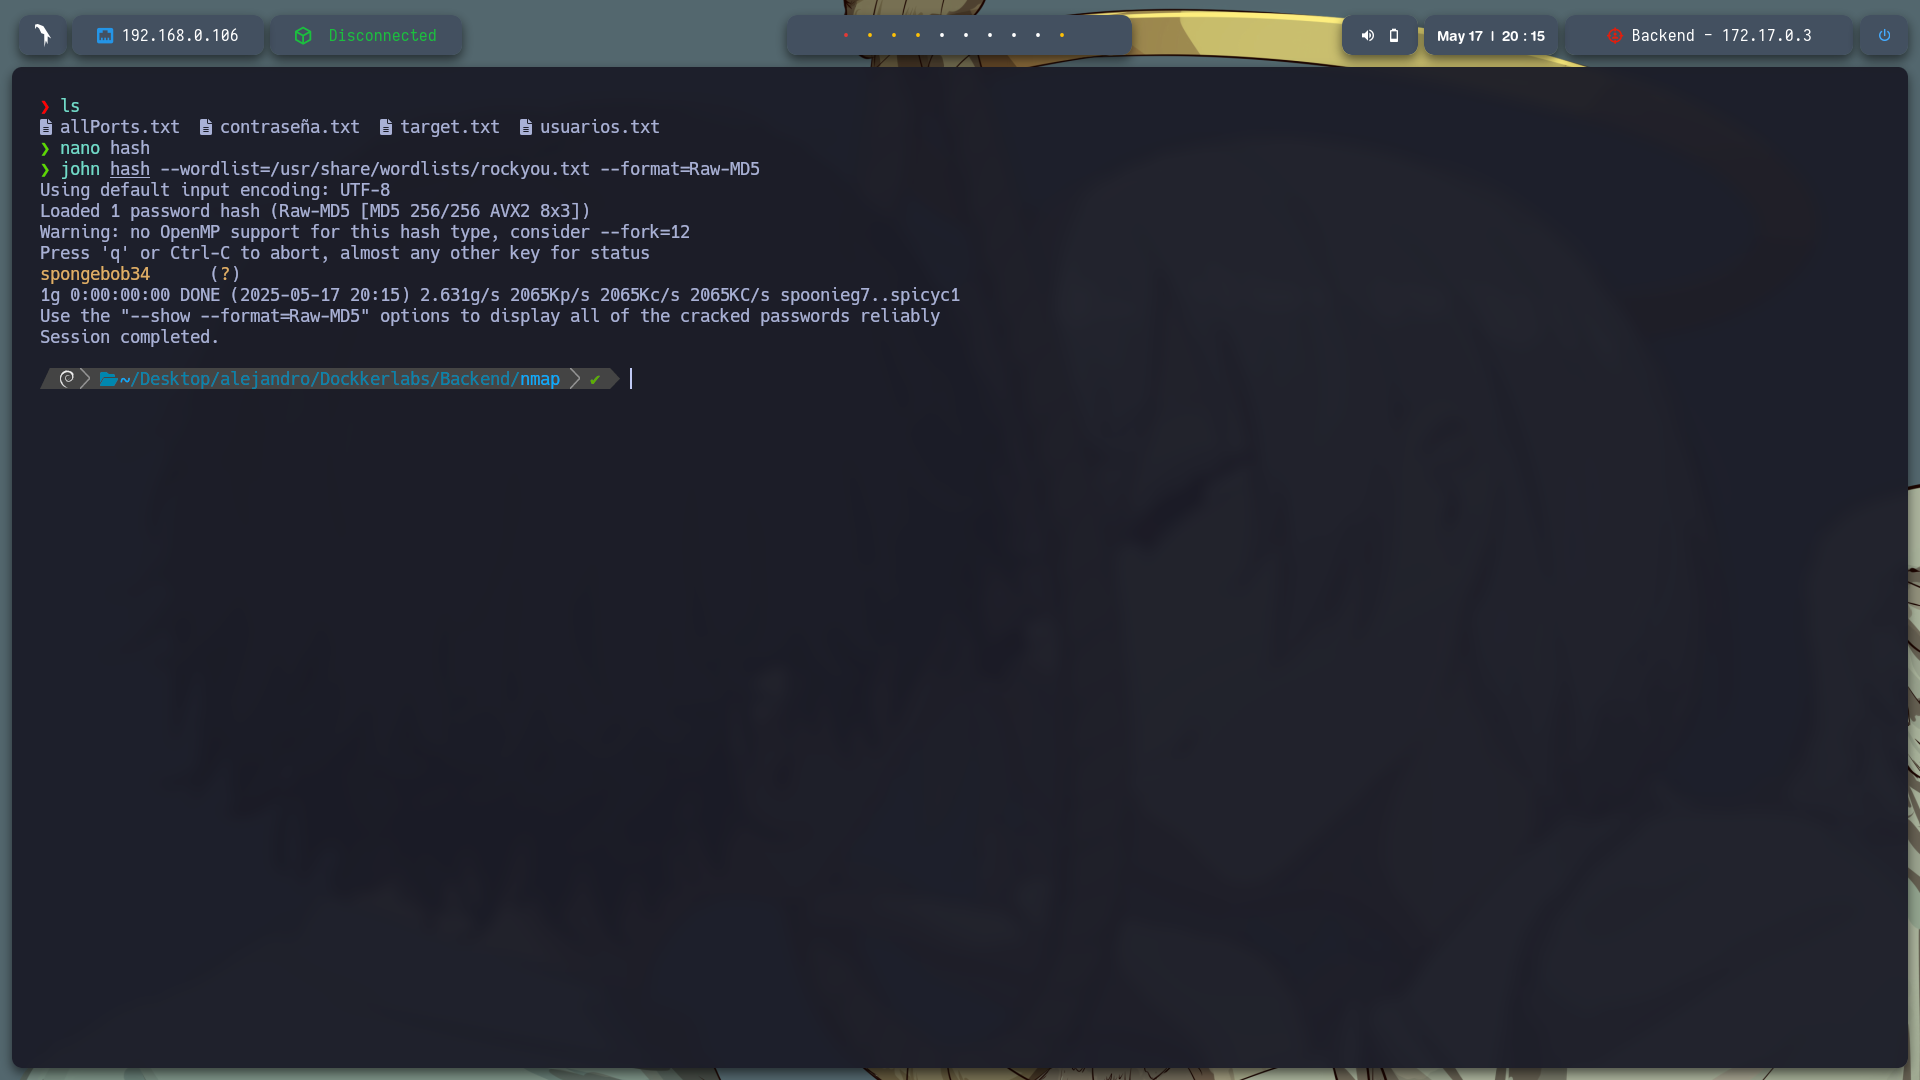 192.168.0.106 Disconnected May 17 | 20 : 15 Backend - 172.17.0.3
❯ ls
allPorts.txt contraseña.txt target.txt usuarios.txt
❯ nano hash
❯ john hash --wordlist=/usr/share/wordlists/rockyou.txt --format=Raw-MD5
Using default input encoding: UTF-8
Loaded 1 password hash (Raw-MD5 [MD5 256/256 AVX2 8x3])
Warning: no OpenMP support for this hash type, consider --fork=12
Press 'q' or Ctrl-C to abort, almost any other key for status
spongebob34      (?)
1g 0:00:00:00 DONE (2025-05-17 20:15) 2.631g/s 2065Kp/s 2065Kc/s 2065KC/s spoonieg7..spicyc1
Use the "--show --format=Raw-MD5" options to display all of the cracked passwords reliably
Session completed.
~/Desktop/alejandro/Dockkerlabs/Backend/nmap ✔